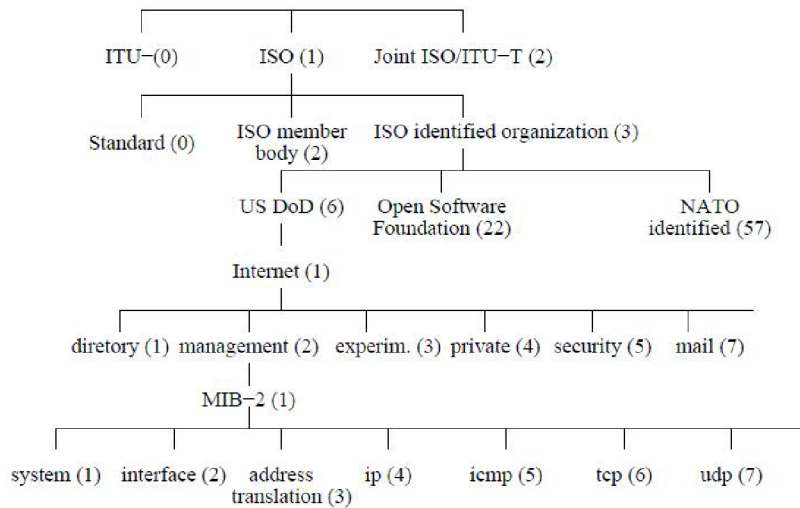 ITU−(0) ISO (1) Joint ISO/ITU−T (2)
Standard (0) ISO member body (2) ISO identified organization (3)
US DoD (6) Open Software Foundation (22) NATO identified (57)
Internet (1)
diretory (1) management (2) experim. (3) private (4) security (5) mail (7)
MIB−2 (1)
system (1) interface (2) address translation (3) ip (4) icmp (5) tcp (6) udp (7)